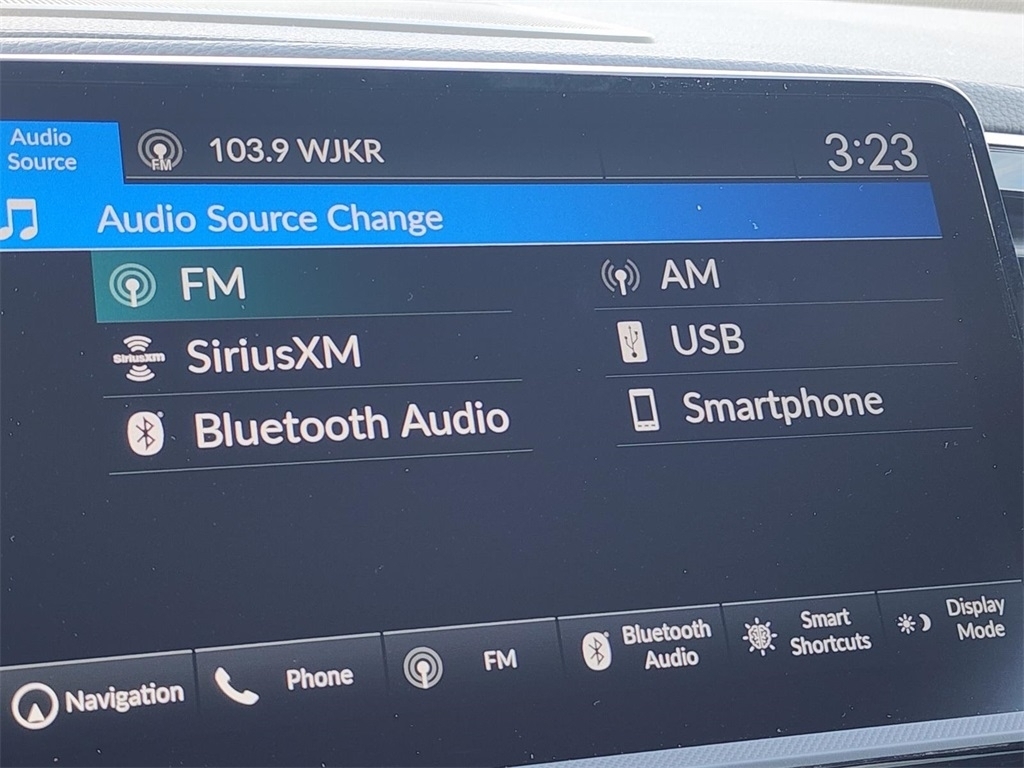 Audio
Source
FM
103.9 WJKR
3:23
Audio Source Change
FM
AM
SiriusXM
SiriusXM
USB
Bluetooth Audio
Smartphone
Navigation
Phone
FM
Bluetooth
Audio
Smart
Shortcuts
Display
Mode